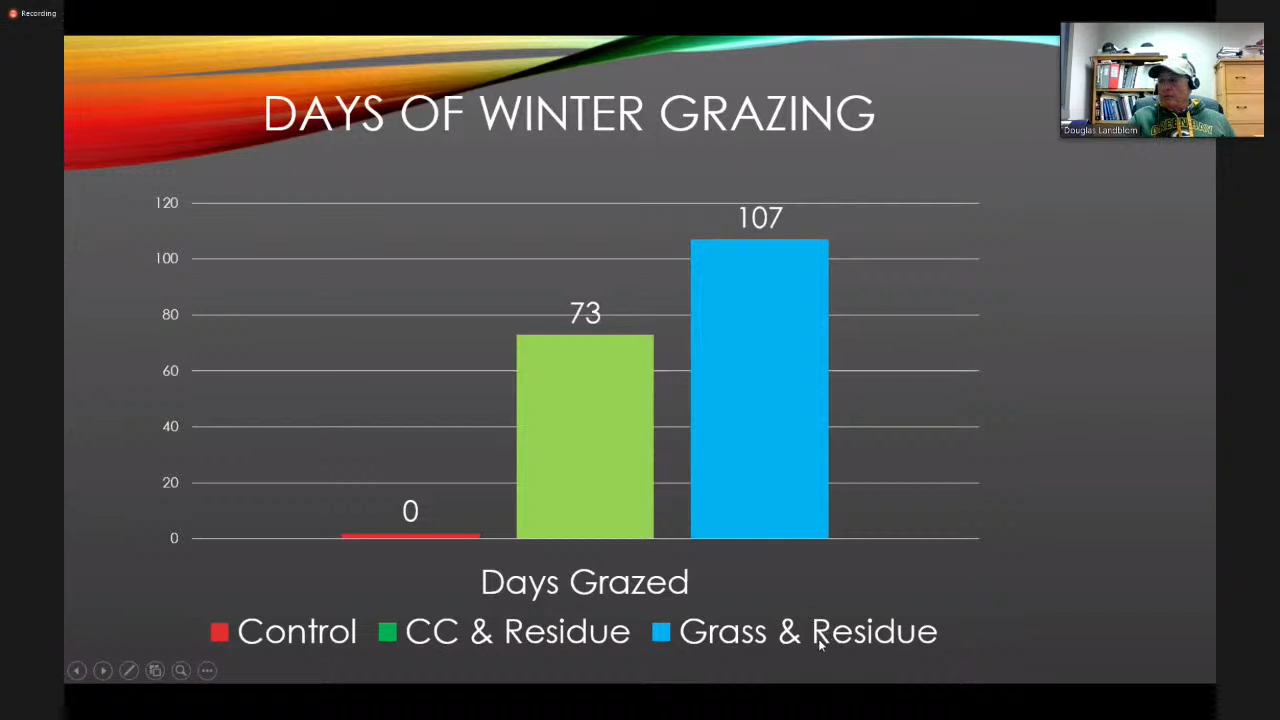 Recording
DAYS OF WINTER GRAZING
Douglas Landblom
120
107
100
80
73
60
40
20
0
0
Days Grazed
Control CC & Residue Grass & Residue